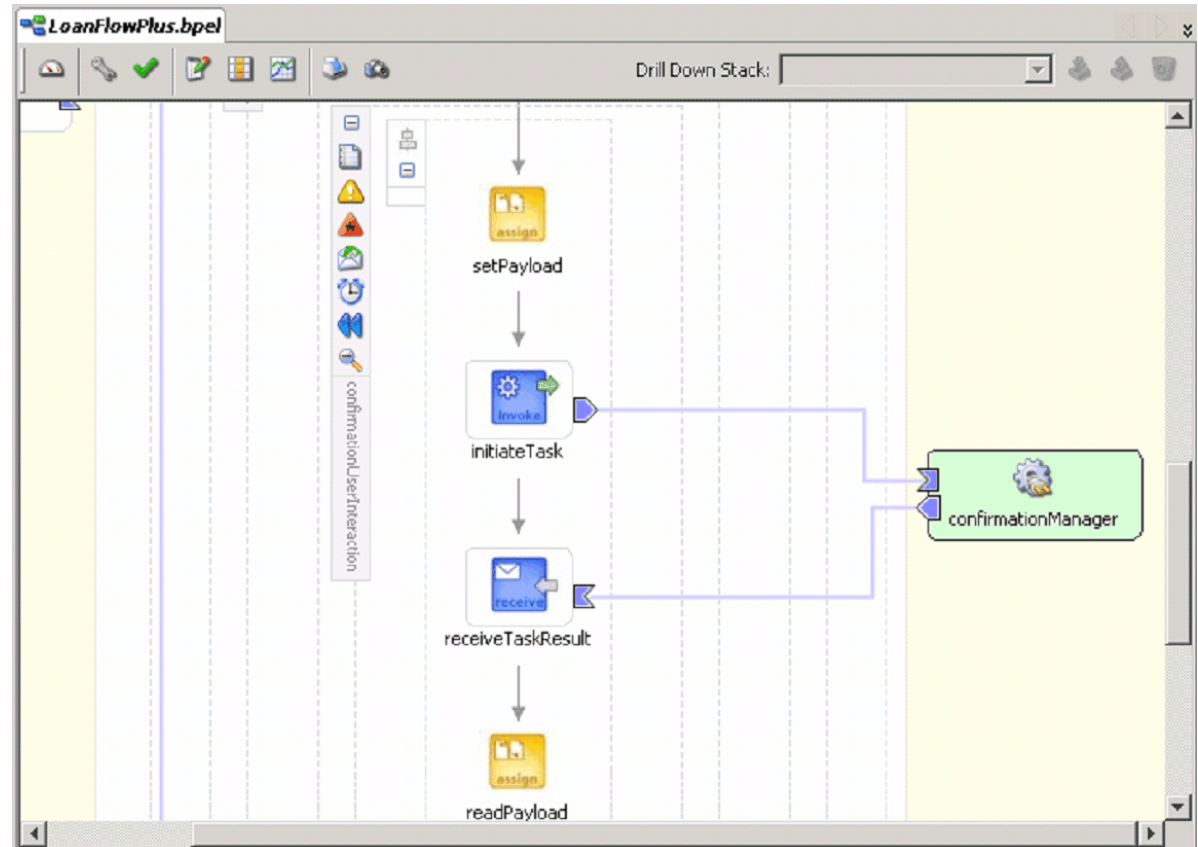 LoanFlowPlus.bpel
Drill Down Stack:
assign
setPayload
invoke
initiateTask
confirmationUserInteraction
confirmationManager
receive
receiveTaskResult
assign
readPayload